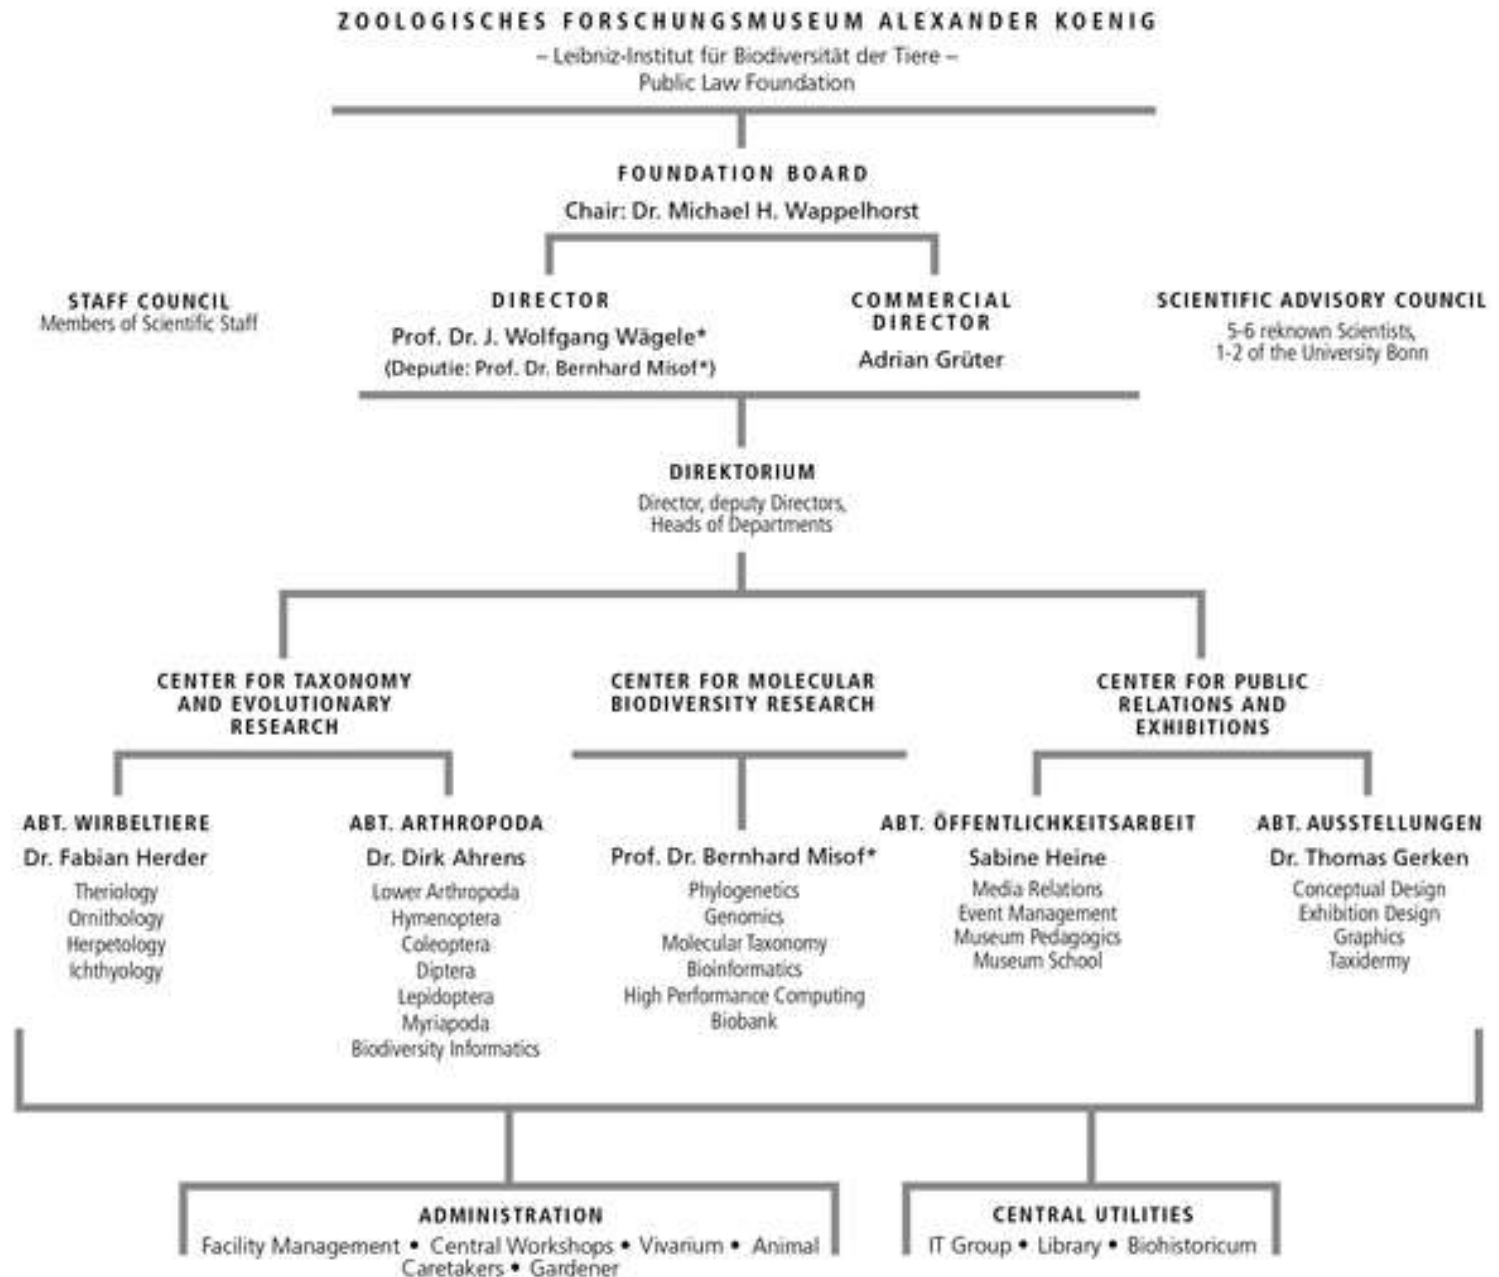 ZOOLOGISCHES FORSCHUNGSMUSEUM ALEXANDER KOENIG
– Leibniz-Institut für Biodiversität der Tiere –
Public Law Foundation
FOUNDATION BOARD
Chair: Dr. Michael H. Wappelhorst
STAFF COUNCIL
Members of Scientific Staff
DIRECTOR
Prof. Dr. J. Wolfgang Wägele*
(Deputie: Prof. Dr. Bernhard Misof*)
COMMERCIAL
DIRECTOR
Adrian Grüter
SCIENTIFIC ADVISORY COUNCIL
5-6 reknown Scientists,
1-2 of the University Bonn
DIREKTORIUM
Director, deputy Directors,
Heads of Departments
CENTER FOR TAXONOMY
AND EVOLUTIONARY
RESEARCH
CENTER FOR MOLECULAR
BIODIVERSITY RESEARCH
CENTER FOR PUBLIC
RELATIONS AND
EXHIBITIONS
ABT. WIRBELTIERE
Dr. Fabian Herder
Theriology
Ornithology
Herpetology
Ichthyology
ABT. ARTHROPODA
Dr. Dirk Ahrens
Lower Arthropoda
Hymenoptera
Coleoptera
Diptera
Lepidoptera
Myriapoda
Biodiversity Informatics
Prof. Dr. Bernhard Misof*
Phylogenetics
Genomics
Molecular Taxonomy
Bioinformatics
High Performance Computing
Biobank
ABT. ÖFFENTLICHKEITSARBEIT
Sabine Heine
Media Relations
Event Management
Museum Pedagogics
Museum School
ABT. AUSSTELLUNGEN
Dr. Thomas Gerken
Conceptual Design
Exhibition Design
Graphics
Taxidermy
ADMINISTRATION
Facility Management • Central Workshops • Vivarium • Animal
Caretakers • Gardener
CENTRAL UTILITIES
IT Group • Library • Biohistoricum